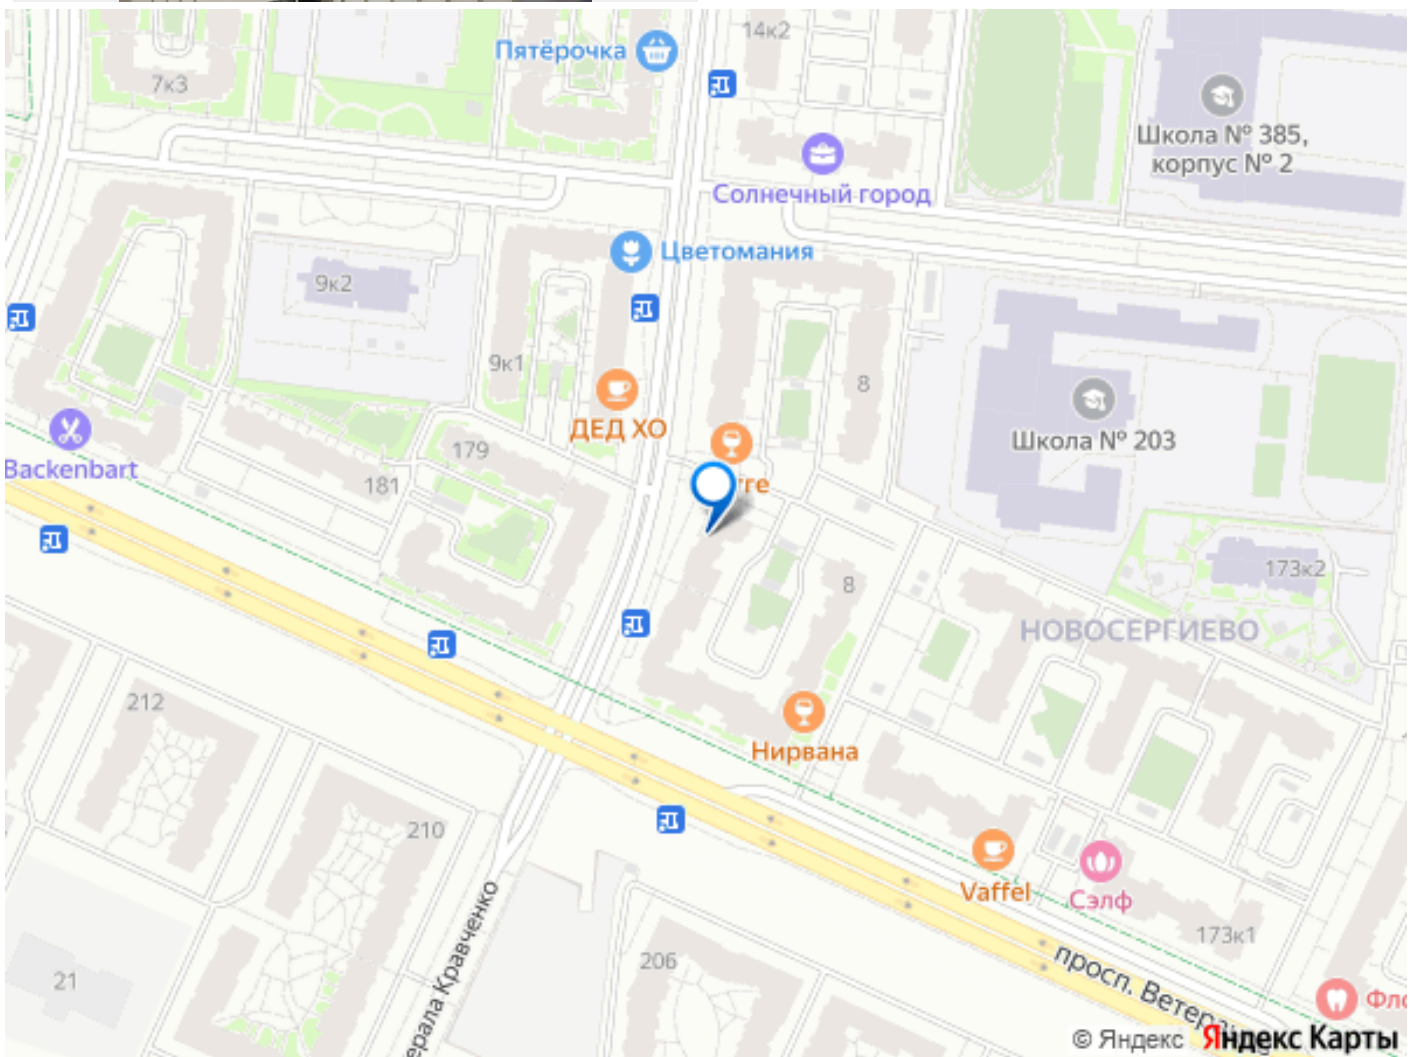 14к2
Пятёрочка
7к3
Школа № 385,
корпус № 2
Солнечный город
Цветомания
9к2
9к1
8
ДЕД ХО
Школа № 203
Backenbart
179
181
173к2
8
НОВОСЕРГИЕВО
212
Нирвана
210
Vaffel
Сэлф
173к1
206
21
просп.
© Яндекс
Яндекс Карты
Кравченко